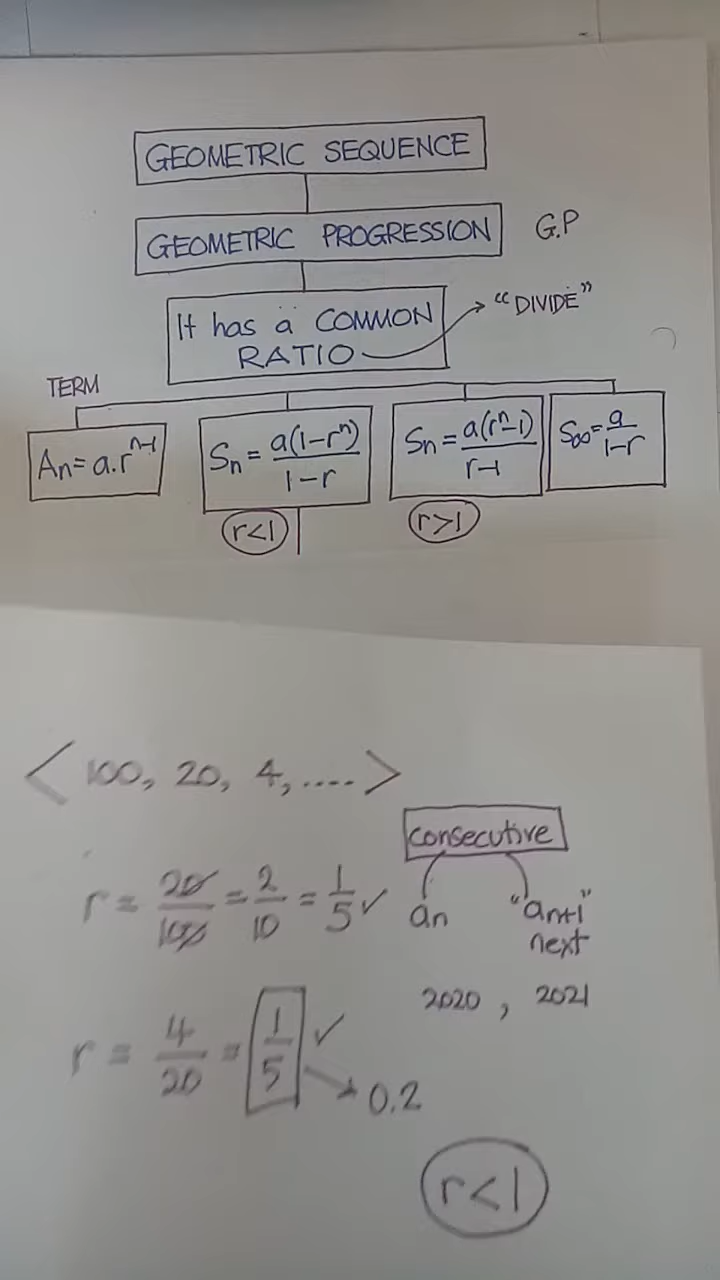 GEOMETRIC SEQUENCE
GEOMETRIC PROGRESSION G.P
It has a COMMON
RATIO
"DIVIDE"
TERM
An = a.r^n-1
Sn = a(1-r^n)/1-r
r<1
Sn = a(r^n-1)/r-1
r>1
S∞ = a/1-r
< 100, 20, 4, .... >
r = 20/100 = 2/10 = 1/5 ✓
r = 4/20 = 1/5 ✓
0.2
consecutive
an "an+1"
next
2020 , 2021
r<1